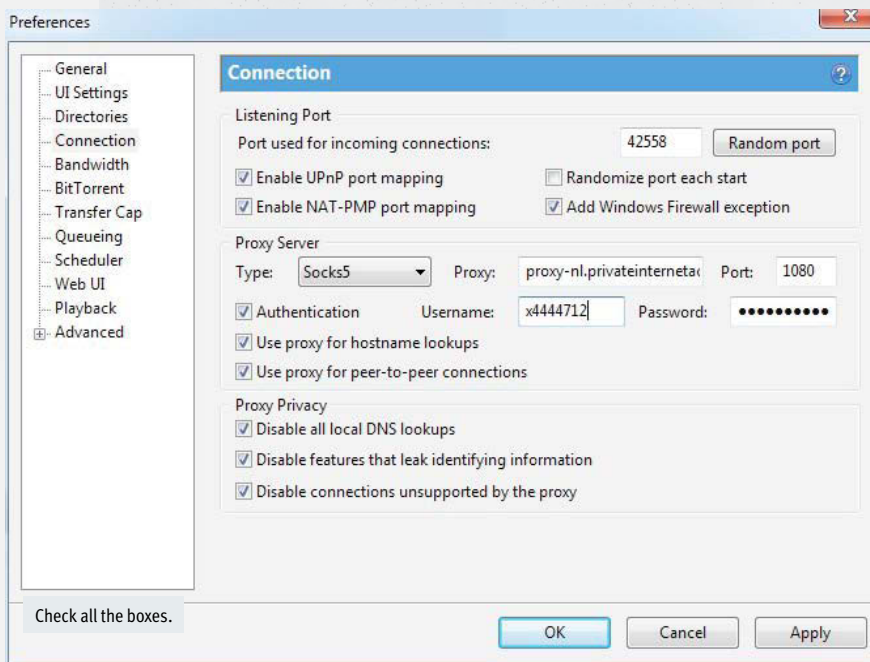 Preferences
General
UI Settings
Directories
Connection
Bandwidth
BitTorrent
Transfer Cap
Queueing
Scheduler
Web UI
Playback
Advanced
Connection
Listening Port
Port used for incoming connections: 42558 Random port
Enable UPnP port mapping Randomize port each start
Enable NAT-PMP port mapping Add Windows Firewall exception
Proxy Server
Type: Socks5 Proxy: proxy-nl.privateinternetac Port: 1080
Authentication Username: x4444712 Password: ●●●●●●●●●●
Use proxy for hostname lookups
Use proxy for peer-to-peer connections
Proxy Privacy
Disable all local DNS lookups
Disable features that leak identifying information
Disable connections unsupported by the proxy
Check all the boxes.
OK Cancel Apply